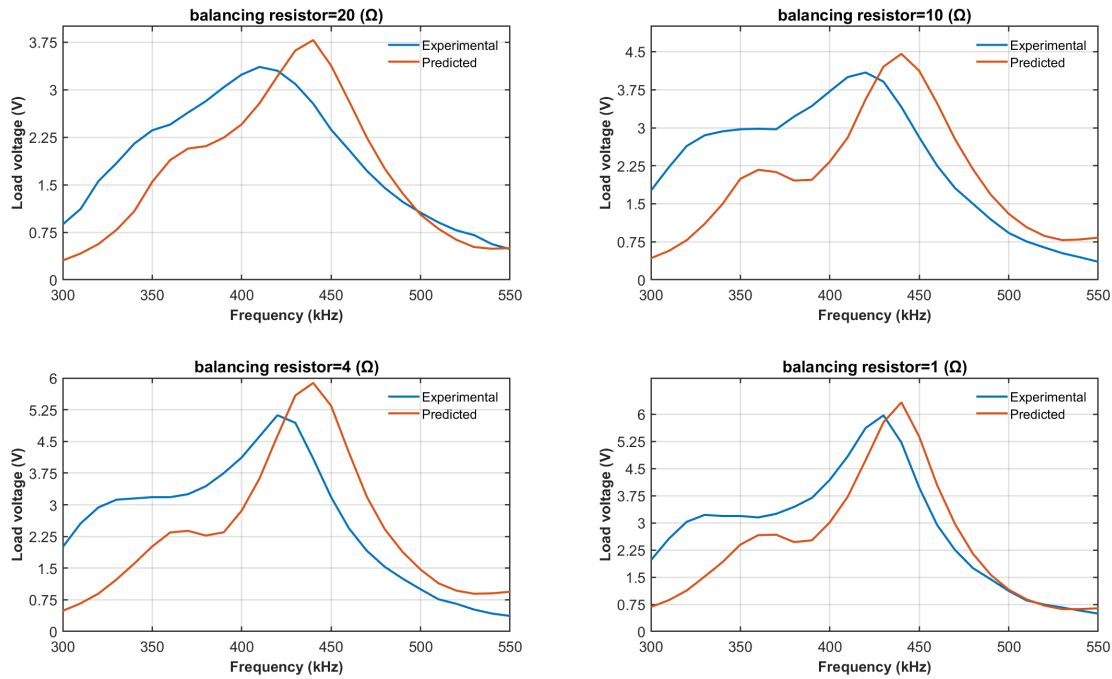 balancing resistor=20 (Ω)
3.75
3
2.25
1.5
0.75
0
Load voltage (V)
Experimental
Predicted
300 350 400 450 500 550
Frequency (kHz)
balancing resistor=10 (Ω)
4.5
3.75
3
2.25
1.5
0.75
0
Load voltage (V)
Experimental
Predicted
300 350 400 450 500 550
Frequency (kHz)
balancing resistor=4 (Ω)
6
5.25
4.5
3.75
3
2.25
1.5
0.75
0
Load voltage (V)
Experimental
Predicted
300 350 400 450 500 550
Frequency (kHz)
balancing resistor=1 (Ω)
6
5.25
4.5
3.75
3
2.25
1.5
0.75
0
Load voltage (V)
Experimental
Predicted
300 350 400 450 500 550
Frequency (kHz)